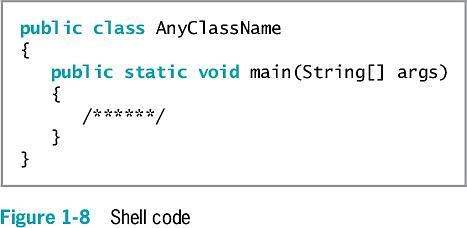 public class AnyClassName
{
public static void main(String[] args)
{
/******/
}
}
Figure 1-8 Shell code